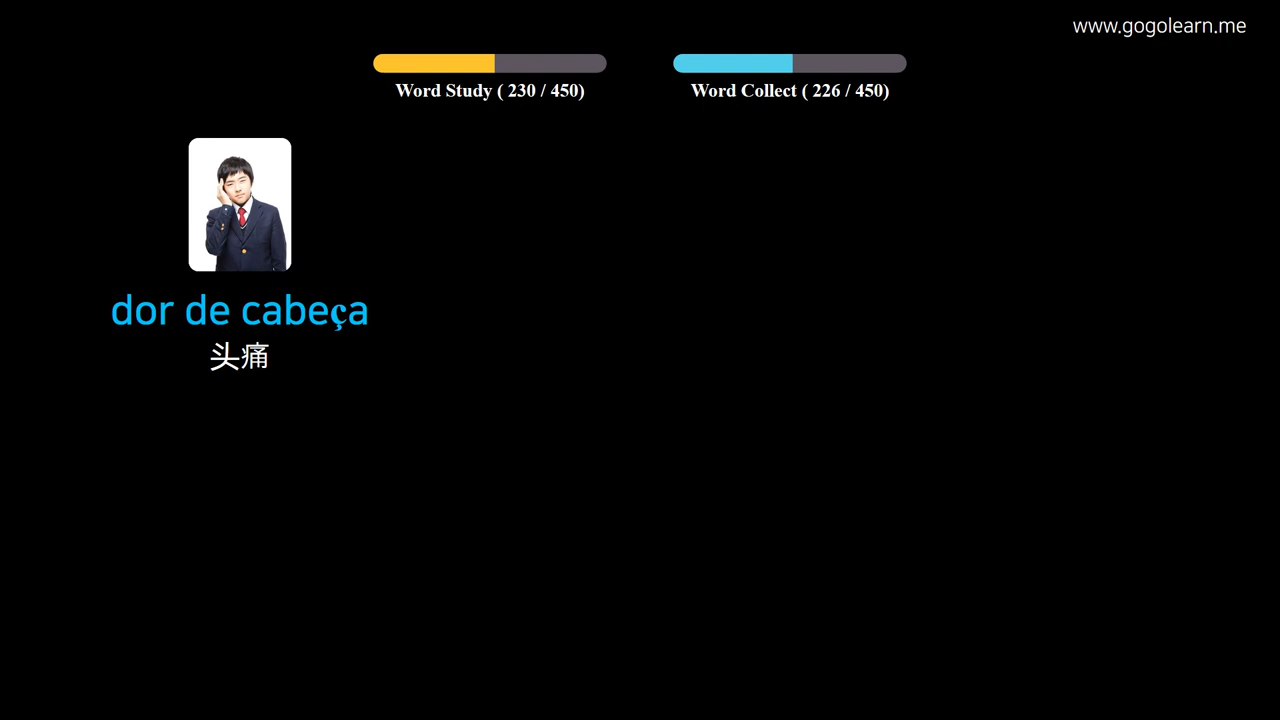 www.gogolearn.me
Word Study ( 230 / 450)
Word Collect ( 226 / 450)
dor de cabeça
头痛